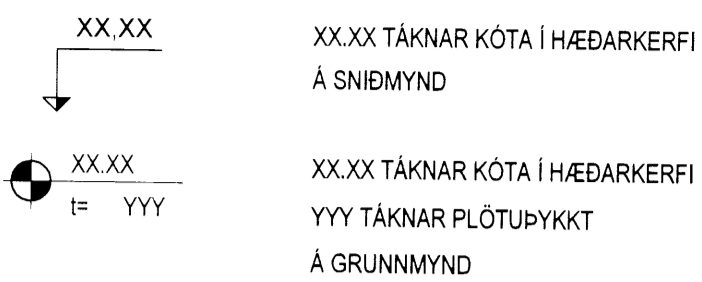 XX,XX
XX.XX TÁKNAR KÓTA Í HÆÐARKERFI
Á SNIÐMYND
XX.XX
t= YYY
XX.XX TÁKNAR KÓTA Í HÆÐARKERFI
YYY TÁKNAR PLÖTUÞYKKT
Á GRUNNMYND